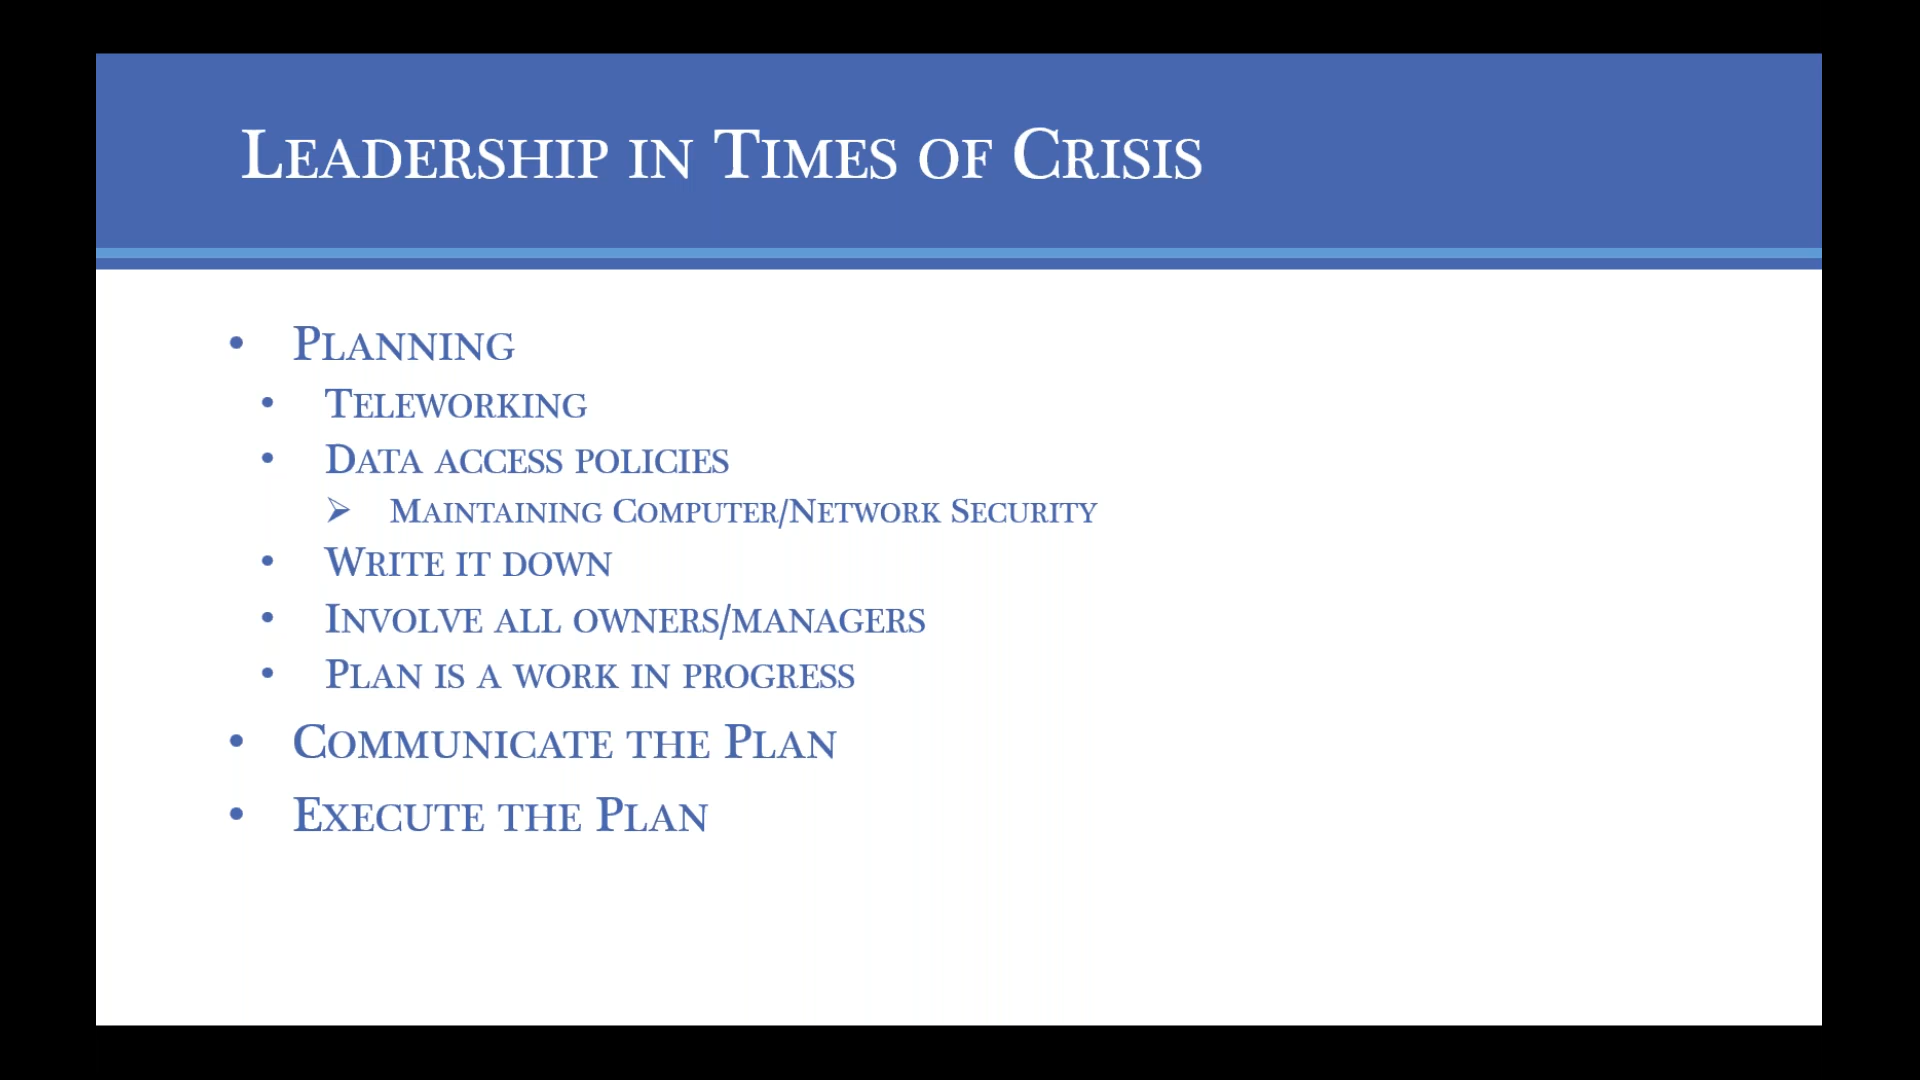 Leadership in Times of Crisis
• Planning
• Teleworking
• Data access policies
➢ Maintaining Computer/Network Security
• Write it down
• Involve all owners/managers
• Plan is a work in progress
• Communicate the Plan
• Execute the Plan